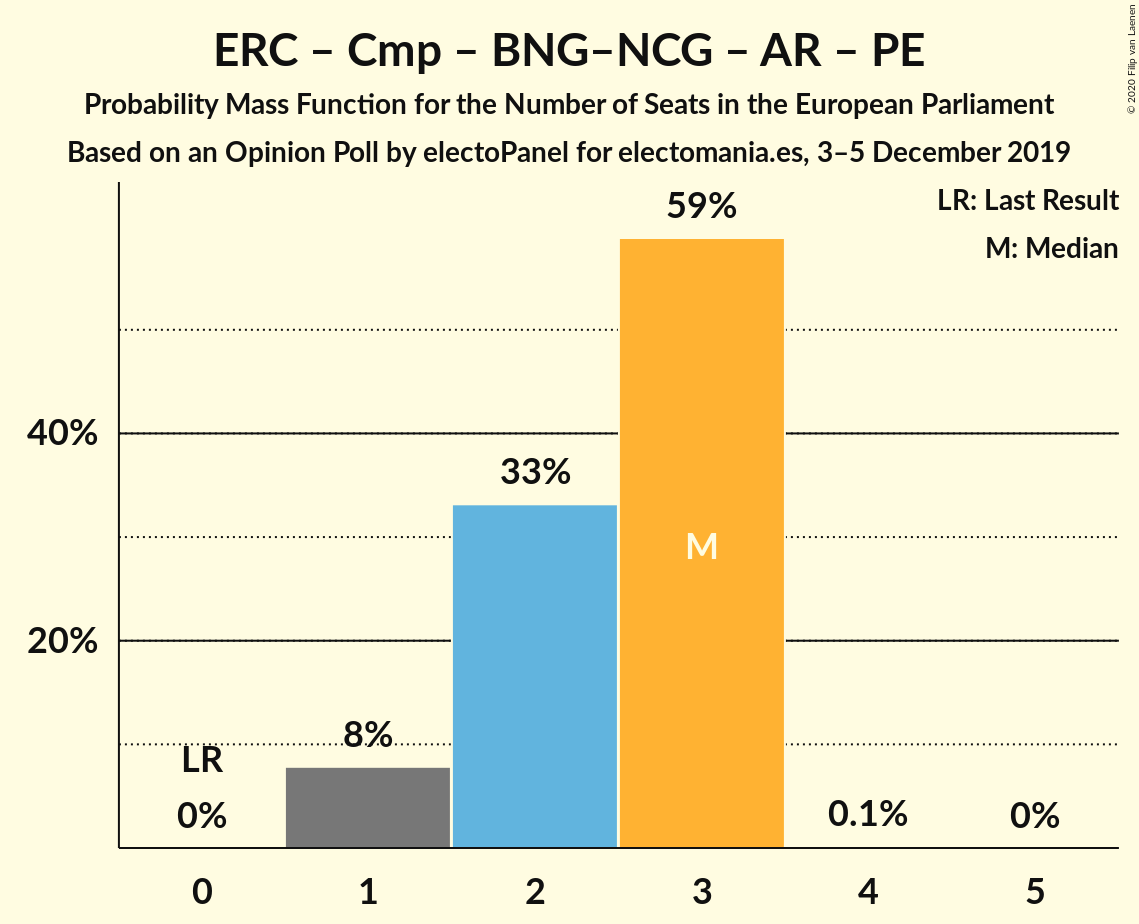 ERC – Cmp – BNG–NCG – AR – PE
Probability Mass Function for the Number of Seats in the European Parliament
Based on an Opinion Poll by electoPanel for electomania.es, 3–5 December 2019
© 2020 Filip van Laenen
LR: Last Result
M: Median
59%
40%
33%
M
20%
8%
LR
0%
0.1%
0%
0 1 2 3 4 5